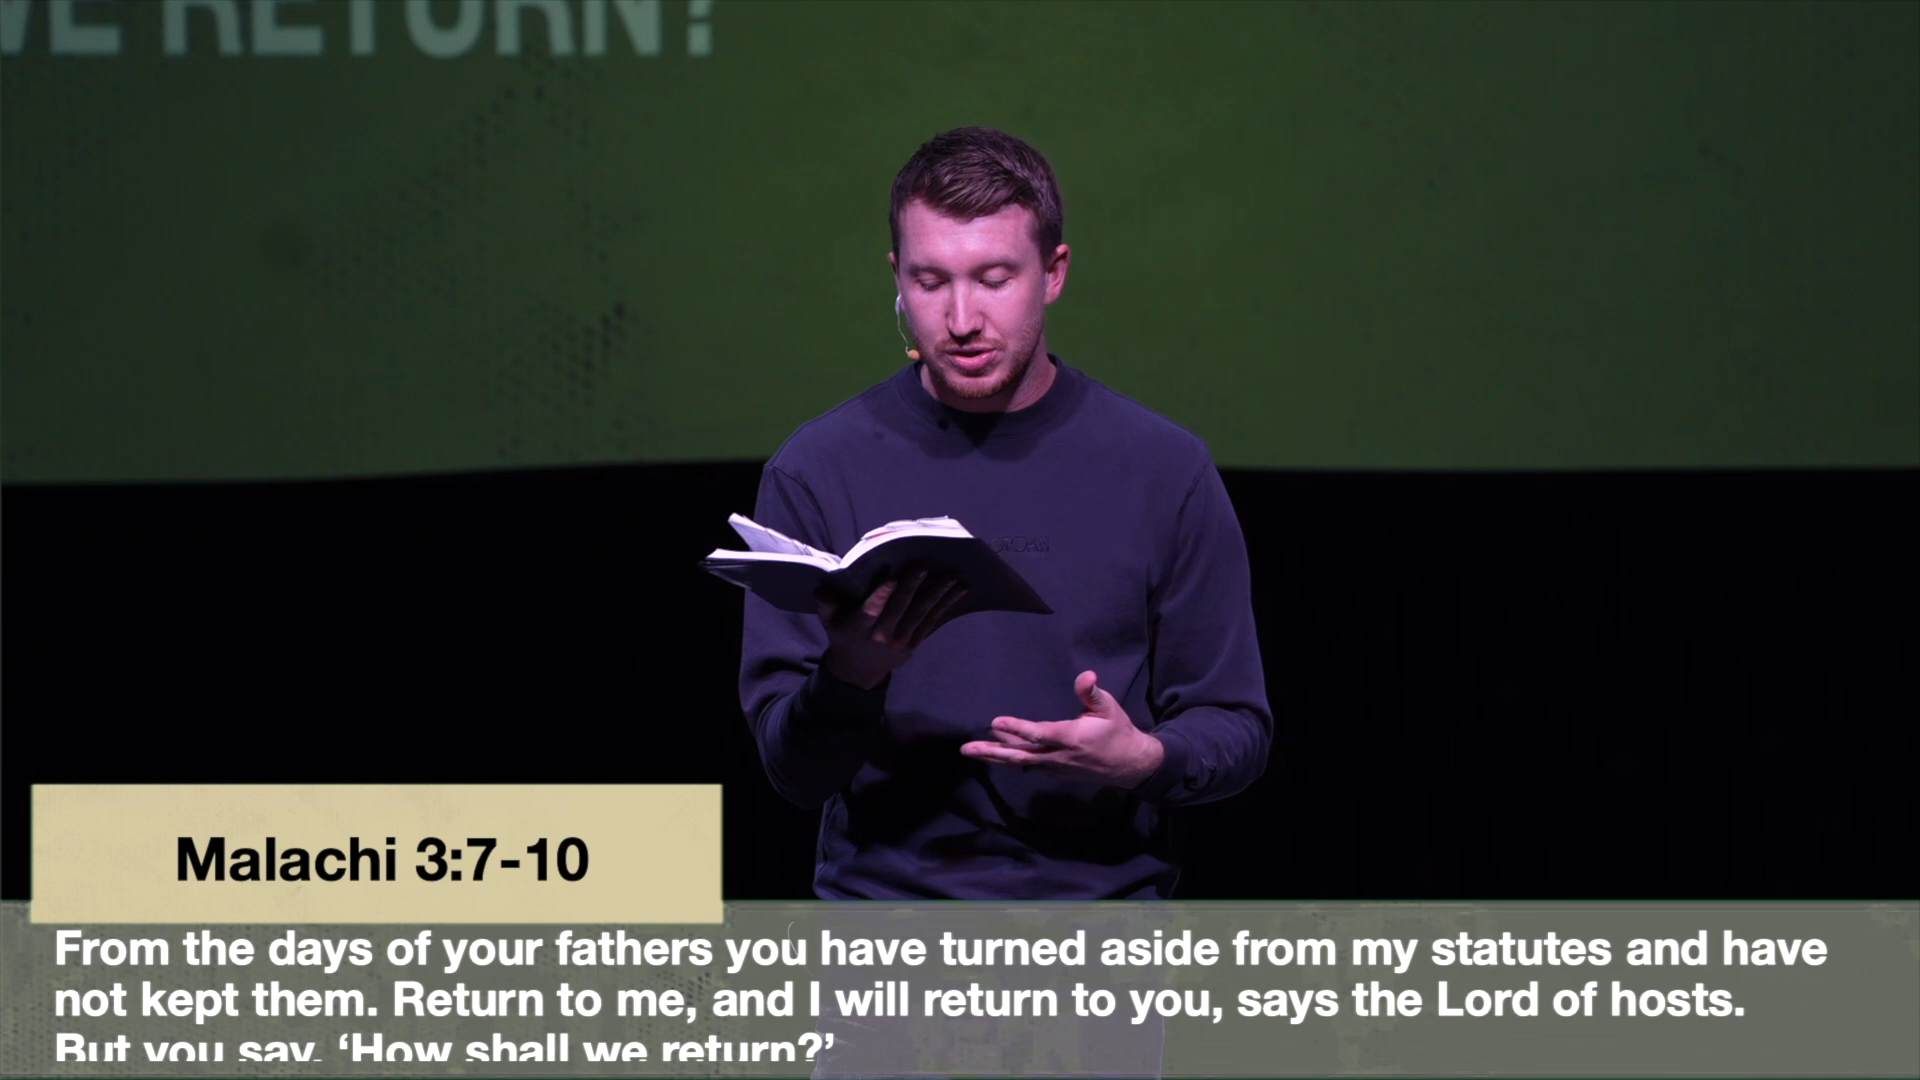 WE RETURN?
Malachi 3:7-10
From the days of your fathers you have turned aside from my statutes and have
not kept them. Return to me, and I will return to you, says the Lord of hosts.
But you say, ‘How shall we return?’